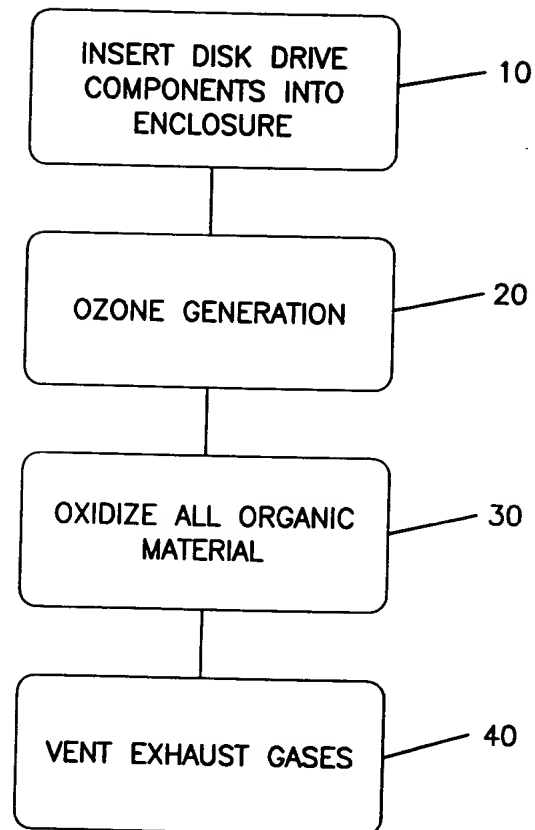 INSERT DISK DRIVE
COMPONENTS INTO
ENCLOSURE
10
OZONE GENERATION
20
OXIDIZE ALL ORGANIC
MATERIAL
30
VENT EXHAUST GASES
40